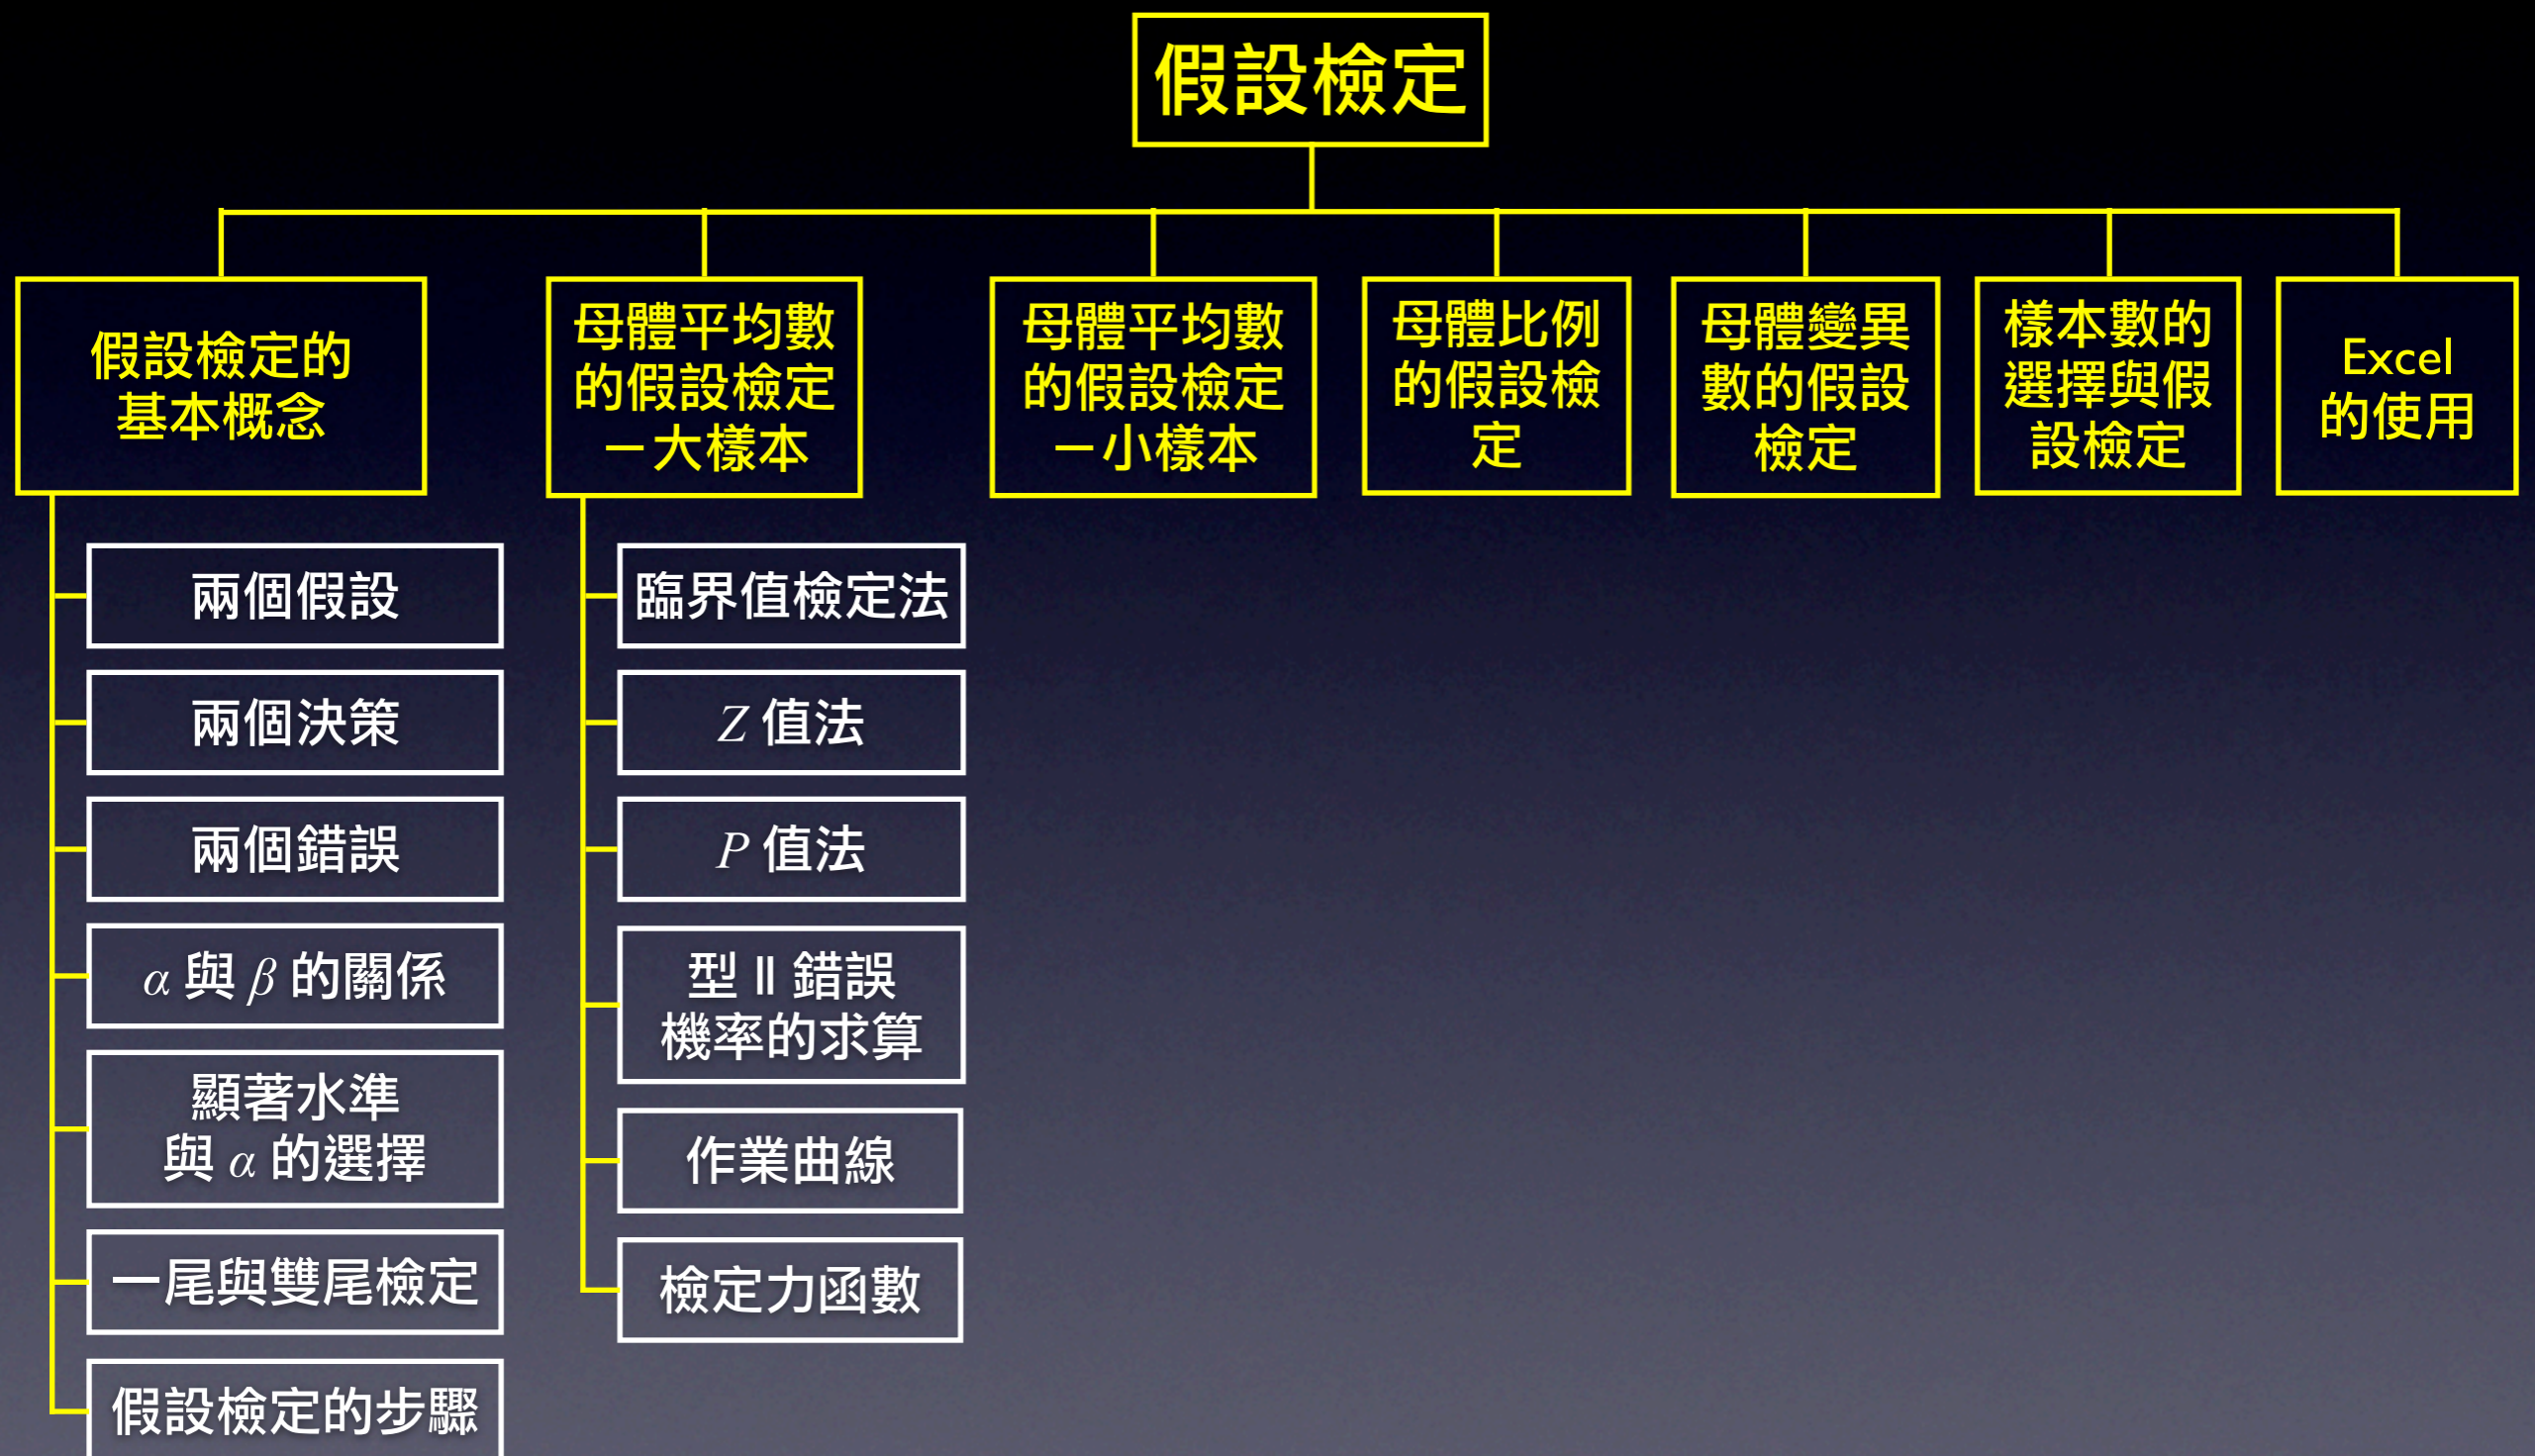 假設檢定
假設檢定的
基本概念
母體平均數
的假設檢定
－大樣本
母體平均數
的假設檢定
－小樣本
母體比例
的假設檢
定
母體變異
數的假設
檢定
樣本數的
選擇與假
設檢定
Excel
的使用
兩個假設
兩個決策
兩個錯誤
α 與 β 的關係
顯著水準
與 α 的選擇
一尾與雙尾檢定
假設檢定的步驟
臨界值檢定法
Z 值法
P 值法
型 II 錯誤
機率的求算
作業曲線
檢定力函數